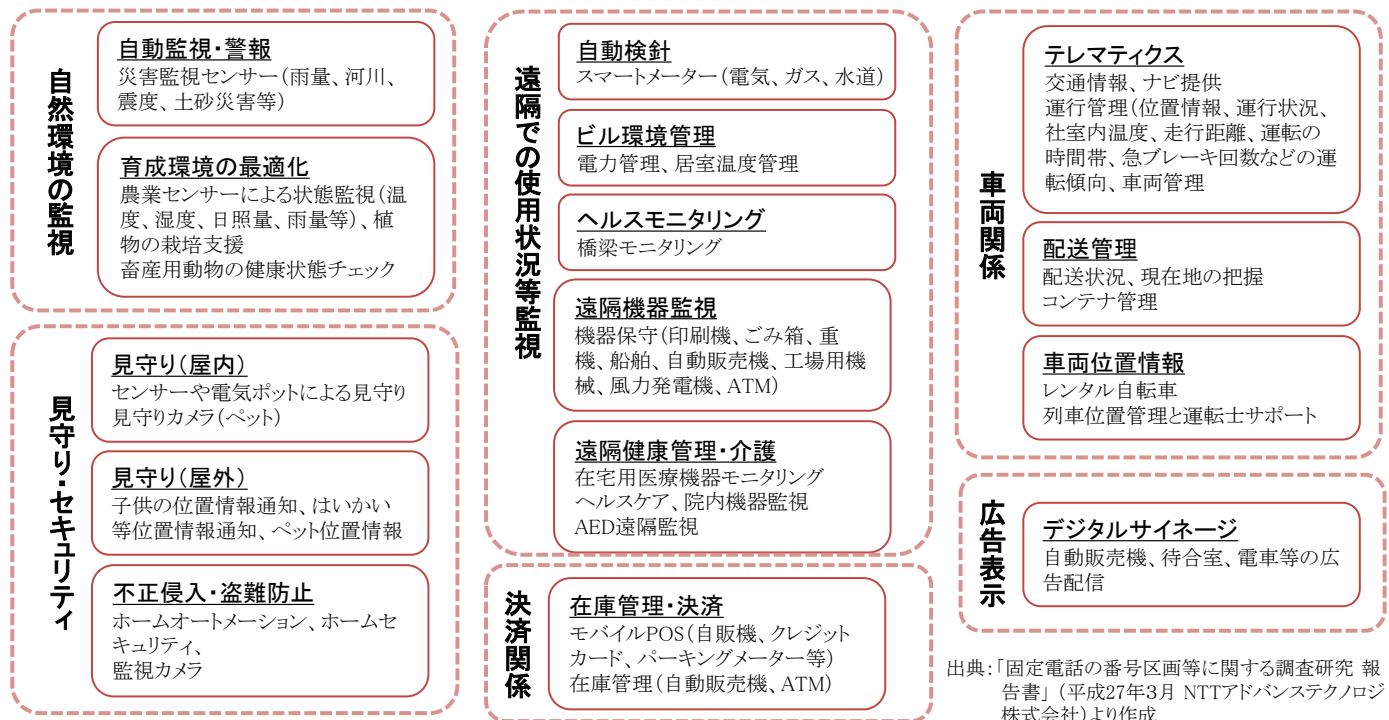 自然環境の監視
自動監視・警報
災害監視センサー(雨量、河川、
震度、土砂災害等)
育成環境の最適化
農業センサーによる状態監視(温
度、湿度、日照量、雨量等)、植
物の栽培支援
畜産用動物の健康状態チェック
見守り・セキュリティ
見守り(屋内)
センサーや電気ポットによる見守り
見守りカメラ(ペット)
見守り(屋外)
子供の位置情報通知、はいかい
等位置情報通知、ペット位置情報
不正侵入・盗難防止
ホームオートメーション、ホームセ
キュリティ、
監視カメラ
遠隔での使用状況等監視
自動検針
スマートメーター(電気、ガス、水道)
ビル環境管理
電力管理、居室温度管理
ヘルスモニタリング
橋梁モニタリング
遠隔機器監視
機器保守(印刷機、ごみ箱、重
機、船舶、自動販売機、工場用機
械、風力発電機、ATM)
遠隔健康管理・介護
在宅用医療機器モニタリング
ヘルスケア、院内機器監視
AED遠隔監視
決済関係
在庫管理・決済
モバイルPOS(自販機、クレジット
カード、パーキングメーター等)
在庫管理(自動販売機、ATM)
車両関係
テレマティクス
交通情報、ナビ提供
運行管理(位置情報、運行状況、
社室内温度、走行距離、運転の
時間帯、急ブレーキ回数などの運
転傾向、車両管理
配送管理
配送状況、現在地の把握
コンテナ管理
車両位置情報
レンタル自転車
列車位置管理と運転士サポート
広告表示
デジタルサイネージ
自動販売機、待合室、電車等の広
告配信
出典:「固定電話の番号区画等に関する調査研究 報
告書」(平成27年3月 NTTアドバンステクノロジ
株式会社)より作成